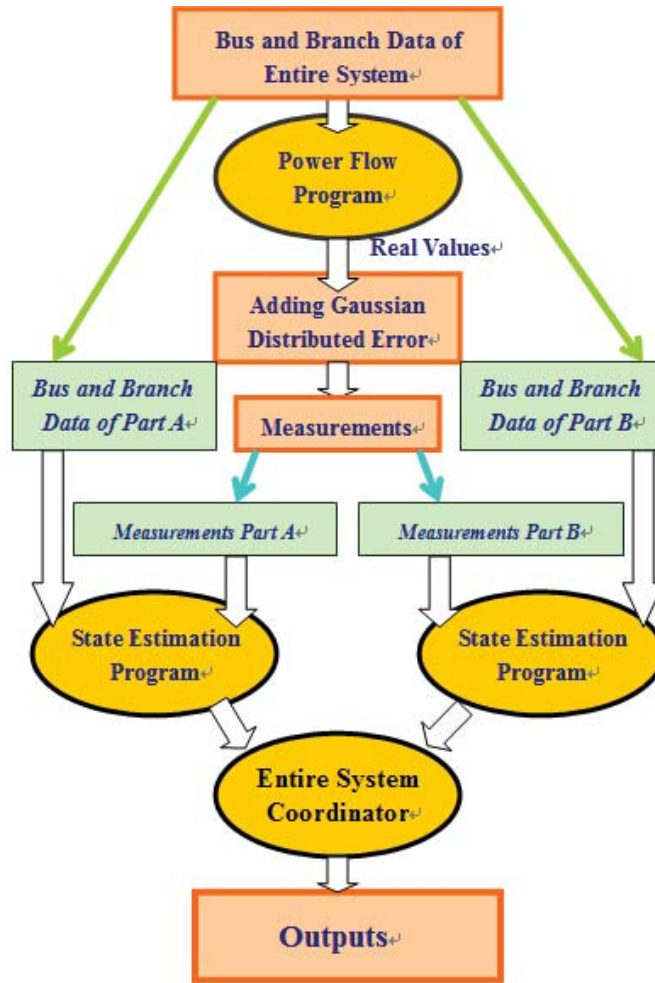 Bus and Branch Data of
Entire System↵
Power Flow
Program↵
Real Values↵
Adding Gaussian
Distributed Error↵
Bus and Branch
Data of Part A↵
Bus and Branch
Data of Part B↵
Measurements↵
Measurements Part A↵
Measurements Part B↵
State Estimation
Program↵
State Estimation
Program↵
Entire System
Coordinator↵
Outputs↵